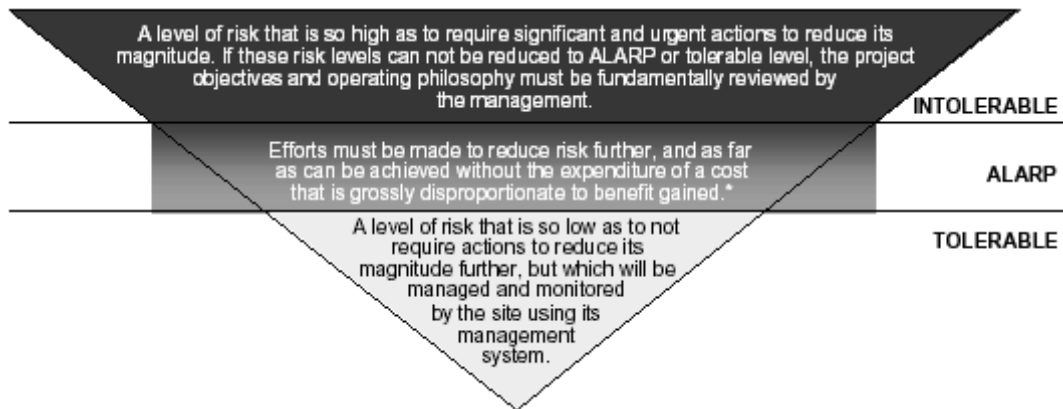 A level of risk that is so high as to require significant and urgent actions to reduce its
magnitude. If these risk levels can not be reduced to ALARP or tolerable level, the project
objectives and operating philosophy must be fundamentally reviewed by
the management.
INTOLERABLE
Efforts must be made to reduce risk further, and as far
as can be achieved without the expenditure of a cost
that is grossly disproportionate to benefit gained.*
ALARP
A level of risk that is so low as to not
require actions to reduce its
magnitude further, but which will be
managed and monitored
by the site using its
management
system.
TOLERABLE